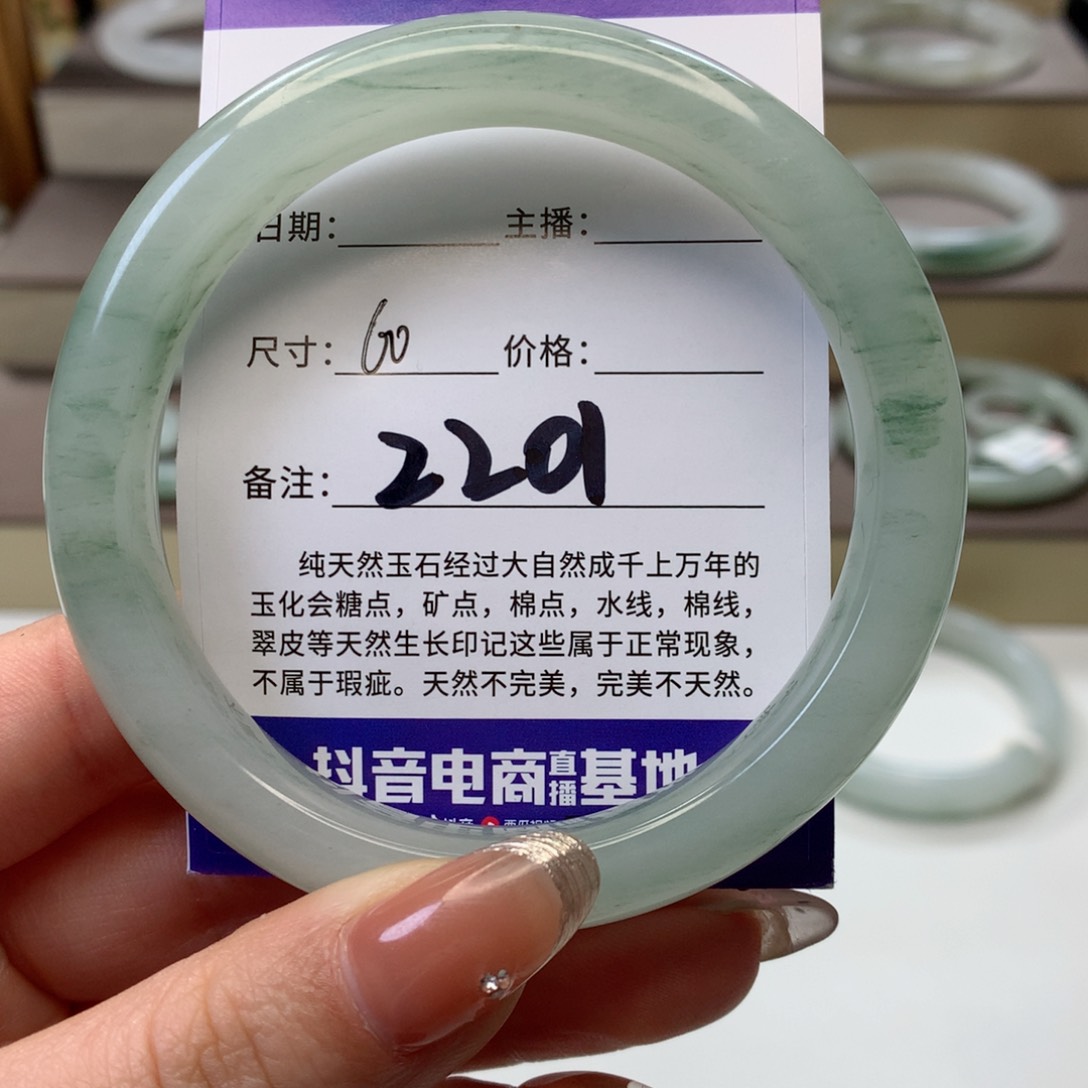 日期： 主播：
尺寸：60 价格：
备注：2201
纯天然玉石经过大自然成千上万年的
玉化会糖点，矿点，棉点，水线，棉线，
翠皮等天然生长印记这些属于正常现象，
不属于瑕疵。天然不完美，完美不天然。
抖音电商直播基地
抖音